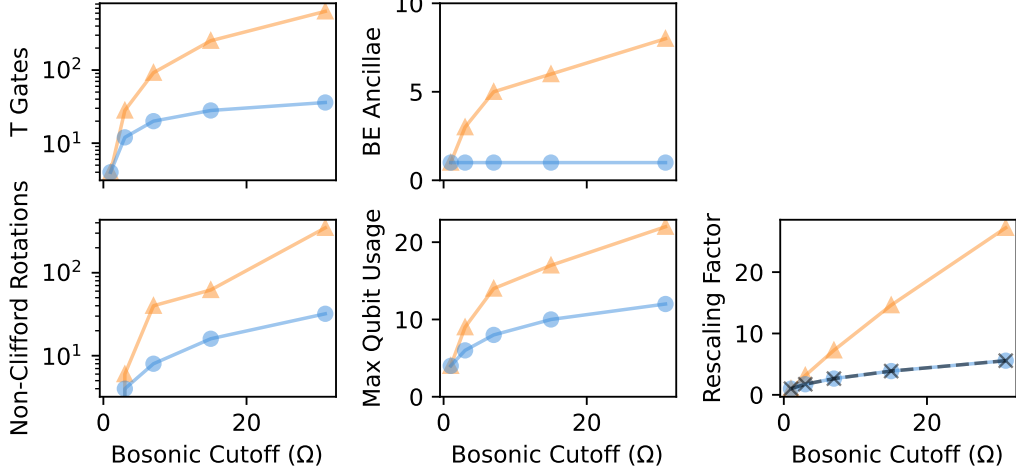 T Gates
10²
10¹
BE Ancillae
10
5
0
Non-Clifford Rotations
10²
10¹
0
20
Bosonic Cutoff (Ω)
Max Qubit Usage
20
10
0
0
20
Bosonic Cutoff (Ω)
Rescaling Factor
20
10
0
0
20
Bosonic Cutoff (Ω)